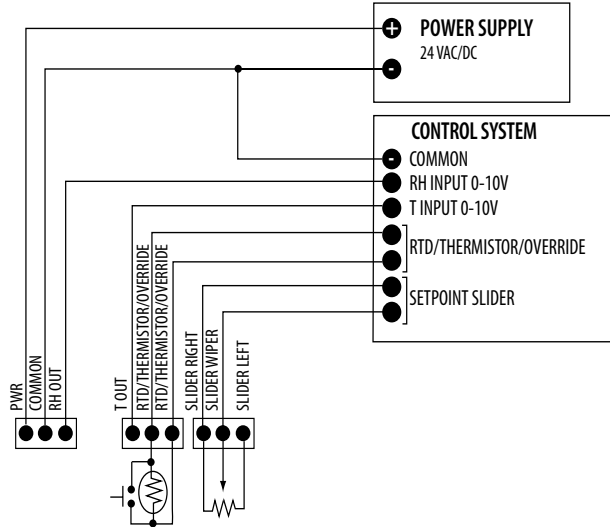 + POWER SUPPLY
24 VAC/DC
-
CONTROL SYSTEM
- COMMON
RH INPUT 0-10V
T INPUT 0-10V
RTD/THERMISTOR/OVERRIDE
SETPOINT SLIDER
PWR
COMMON
RH OUT
T OUT
RTD/THERMISTOR/OVERRIDE
RTD/THERMISTOR/OVERRIDE
SLIDER RIGHT
SLIDER WIPER
SLIDER LEFT